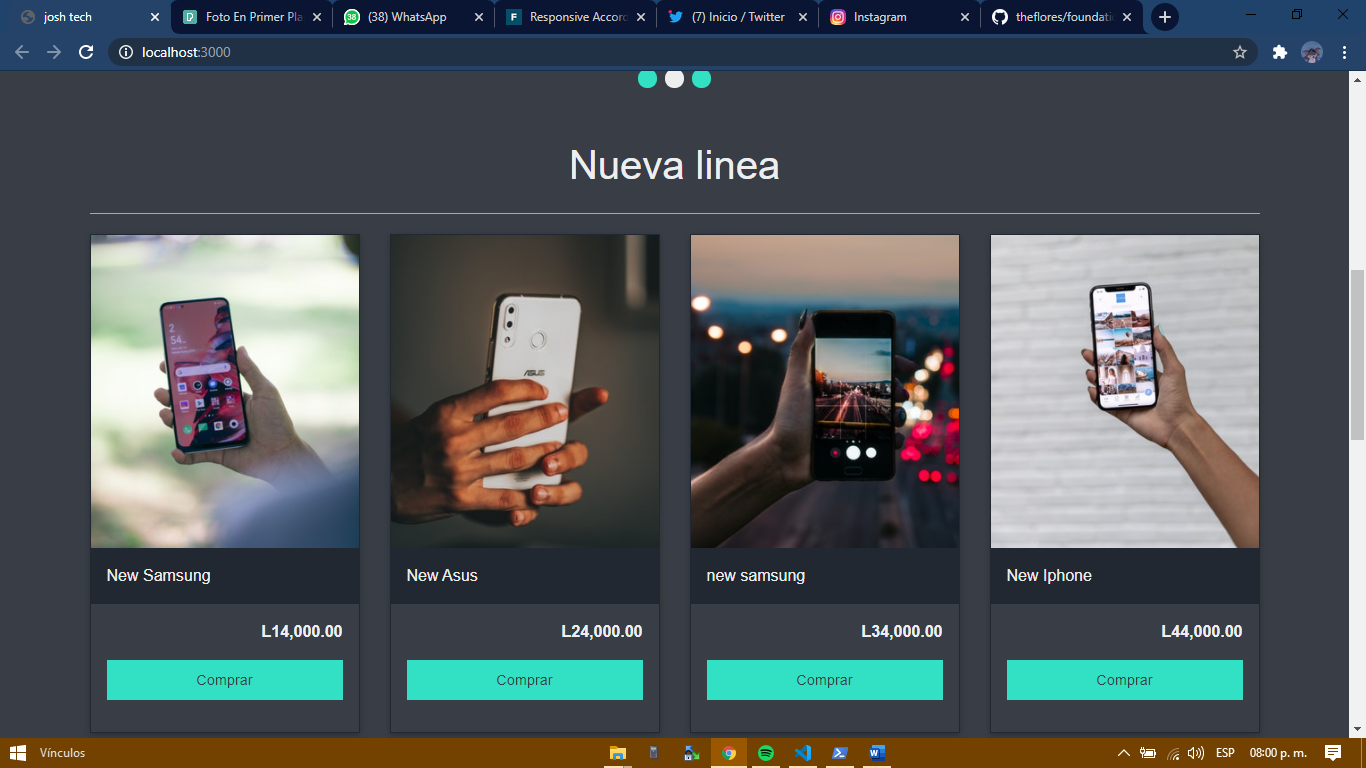 josh tech
Foto En Primer Pla
(38) WhatsApp
Responsive Accord
(7) Inicio / Twitter
Instagram
theflores/foundati
localhost:3000
Nueva linea
ASUS
New Samsung
New Asus
new samsung
New Iphone
L14,000.00
L24,000.00
L34,000.00
L44,000.00
Comprar
Comprar
Comprar
Comprar
Vínculos
ESP
08:00 p. m.